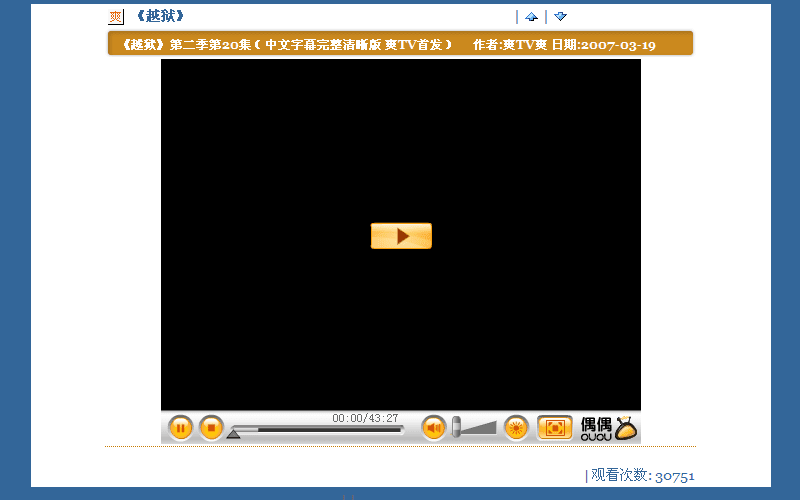 爽 《越狱》
《越狱》第二季第20集（中文字幕完整清晰版 爽TV首发） 作者:爽TV爽 日期:2007-03-19
00:00/43:27
偶偶
OUOU
| 观看次数: 30751